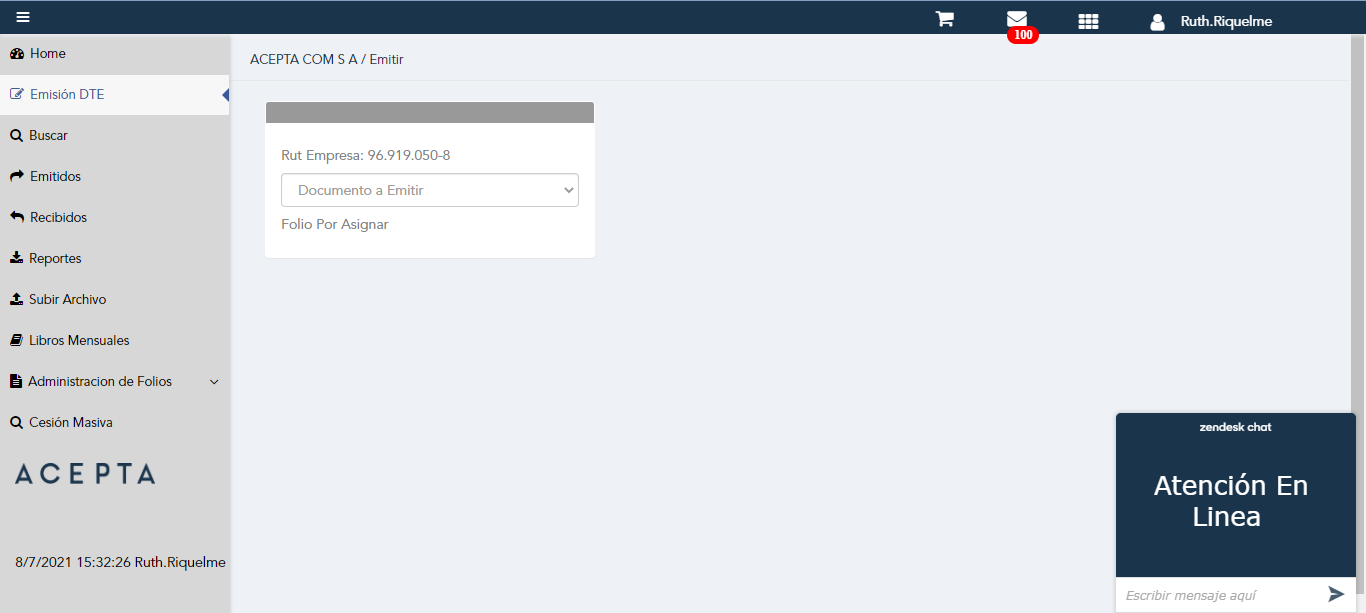 100
Ruth.Riquelme
Home
Emisión DTE
Buscar
Emitidos
Recibidos
Reportes
Subir Archivo
Libros Mensuales
Administracion de Folios
Cesión Masiva
ACEPTA
8/7/2021 15:32:26 Ruth.Riquelme
ACEPTA COM S A / Emitir
Rut Empresa: 96.919.050-8
Documento a Emitir
Folio Por Asignar
zendesk chat
Atención En
Linea
Escribir mensaje aquí